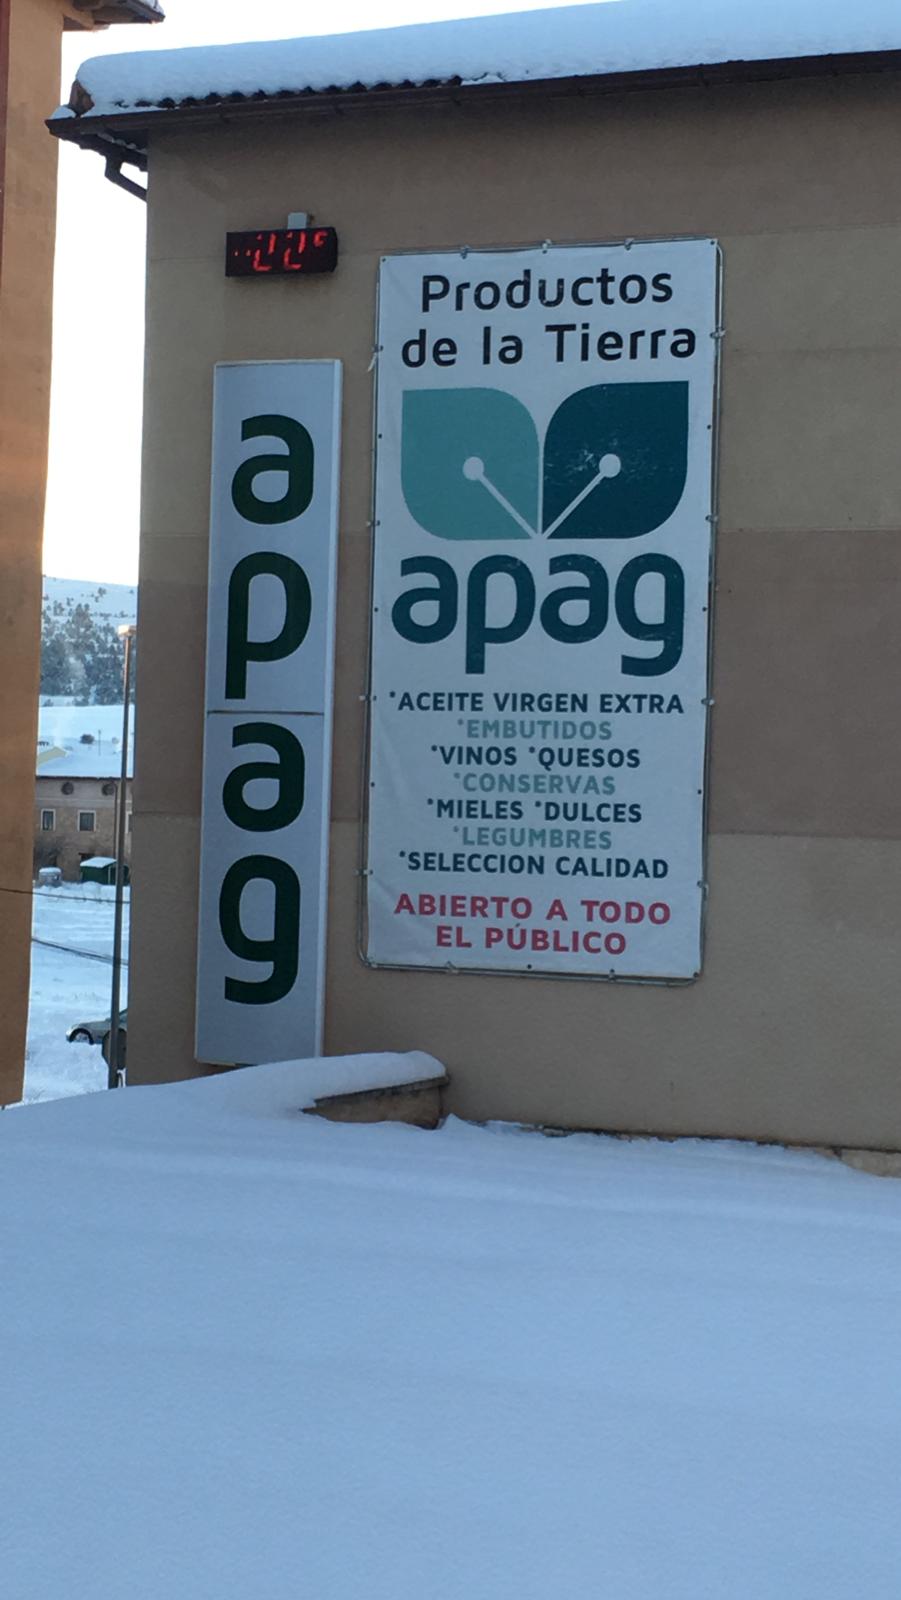 Productos
de la Tierra
apag
*ACEITE VIRGEN EXTRA
*EMBUTIDOS
*VINOS *QUESOS
*CONSERVAS
*MIELES *DULCES
*LEGUMBRES
*SELECCION CALIDAD
ABIERTO A TODO
EL PÚBLICO
apag